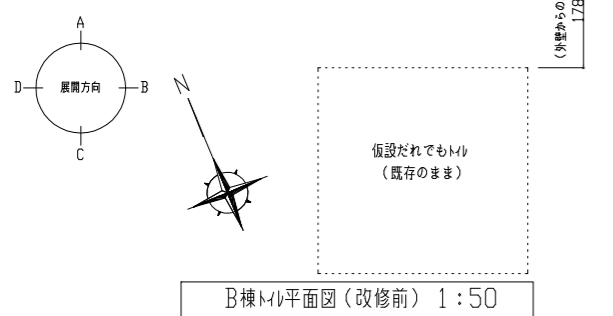 A
D
展開方向
B
C
N
(外壁からの
178
仮設だれでもﾄｲﾚ
(既存のまま)
B棟ﾄｲﾚ平面図(改修前) 1:50